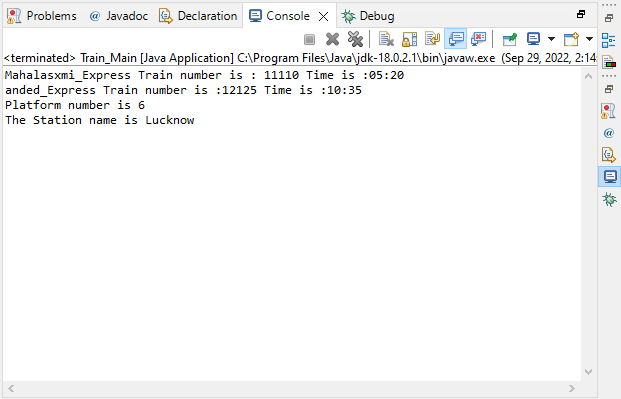 Problems @ Javadoc Declaration Console Debug
<terminated> Train_Main [Java Application] C:\Program Files\Java\jdk-18.0.2.1\bin\javaw.exe (Sep 29, 2022, 2:14
Mahalasxmi_Express Train number is : 11110 Time is :05:20
anded_Express Train number is :12125 Time is :10:35
Platform number is 6
The Station name is Lucknow